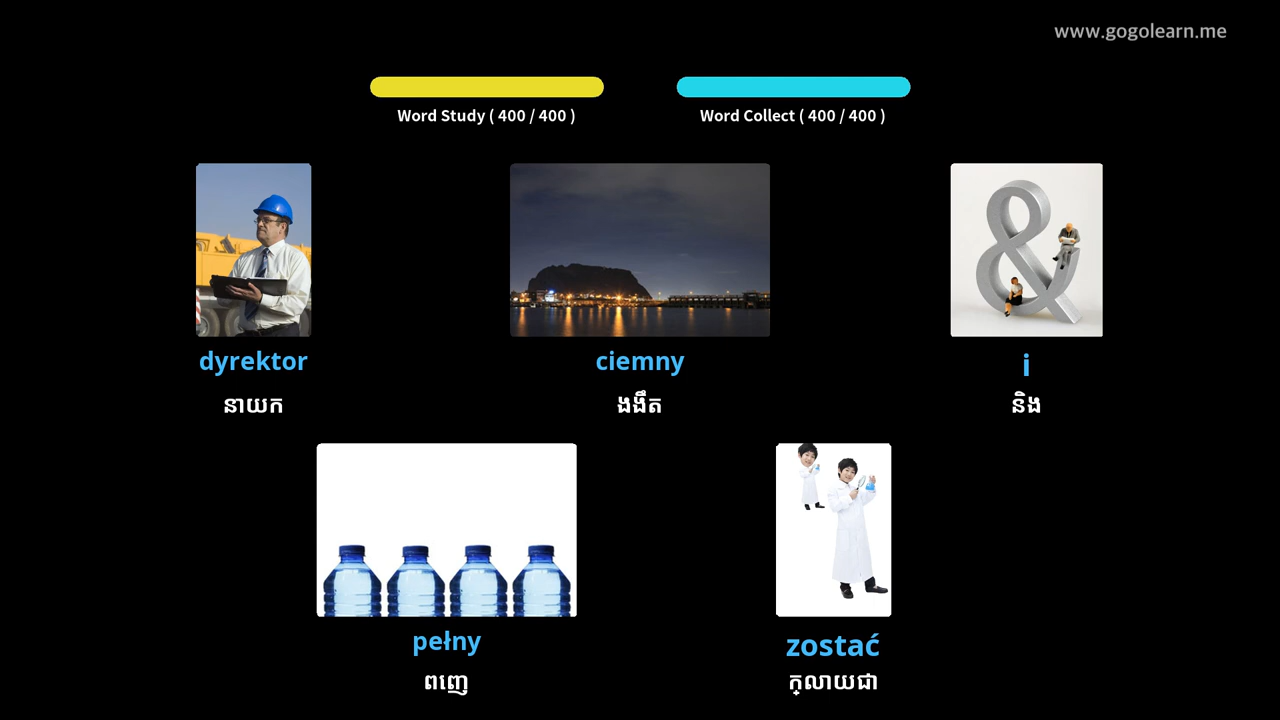 www.gogolearn.me
Word Study ( 400 / 400 )
Word Collect ( 400 / 400 )
dyrektor
ciemny
i
នាយក
ងងឹត
និង
pełny
zostać
ពញេ
ក្លាយជា